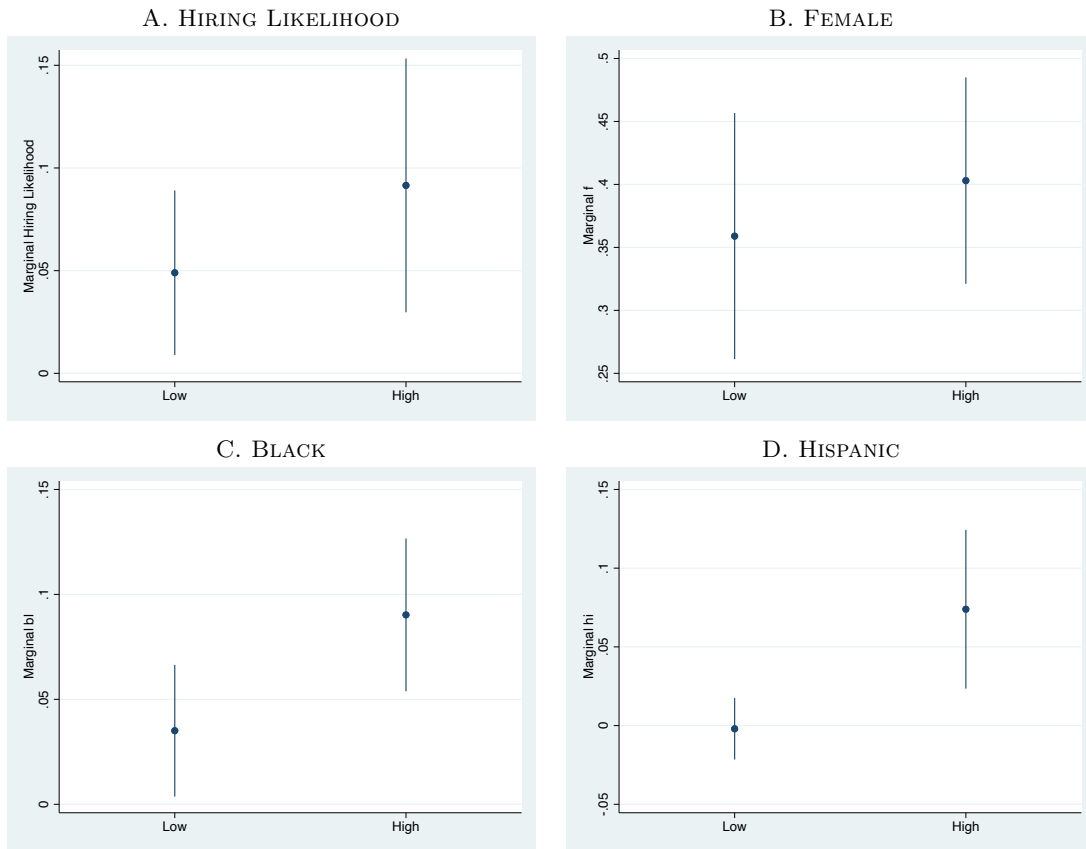 A. Hiring Likelihood
Marginal Hiring Likelihood
.15
.1
.05
0
Low
High
B. Female
Marginal f
.5
.45
.4
.35
.3
.25
Low
High
C. Black
Marginal bl
.15
.1
.05
0
Low
High
D. Hispanic
Marginal hi
.15
.1
.05
0
-.05
Low
High